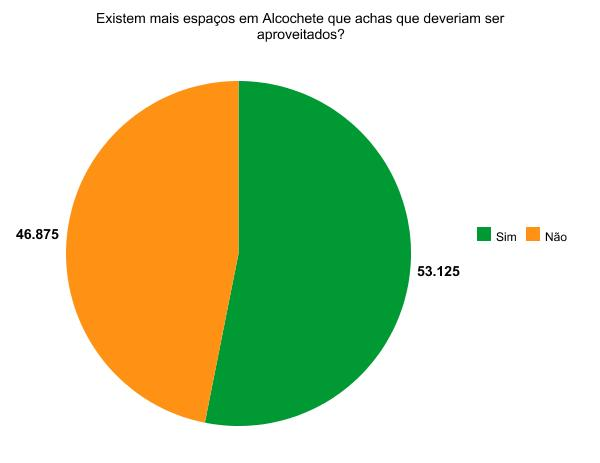 Existem mais espaços em Alcochete que achas que deveriam ser
aproveitados?
46.875
Sim Não
53.125